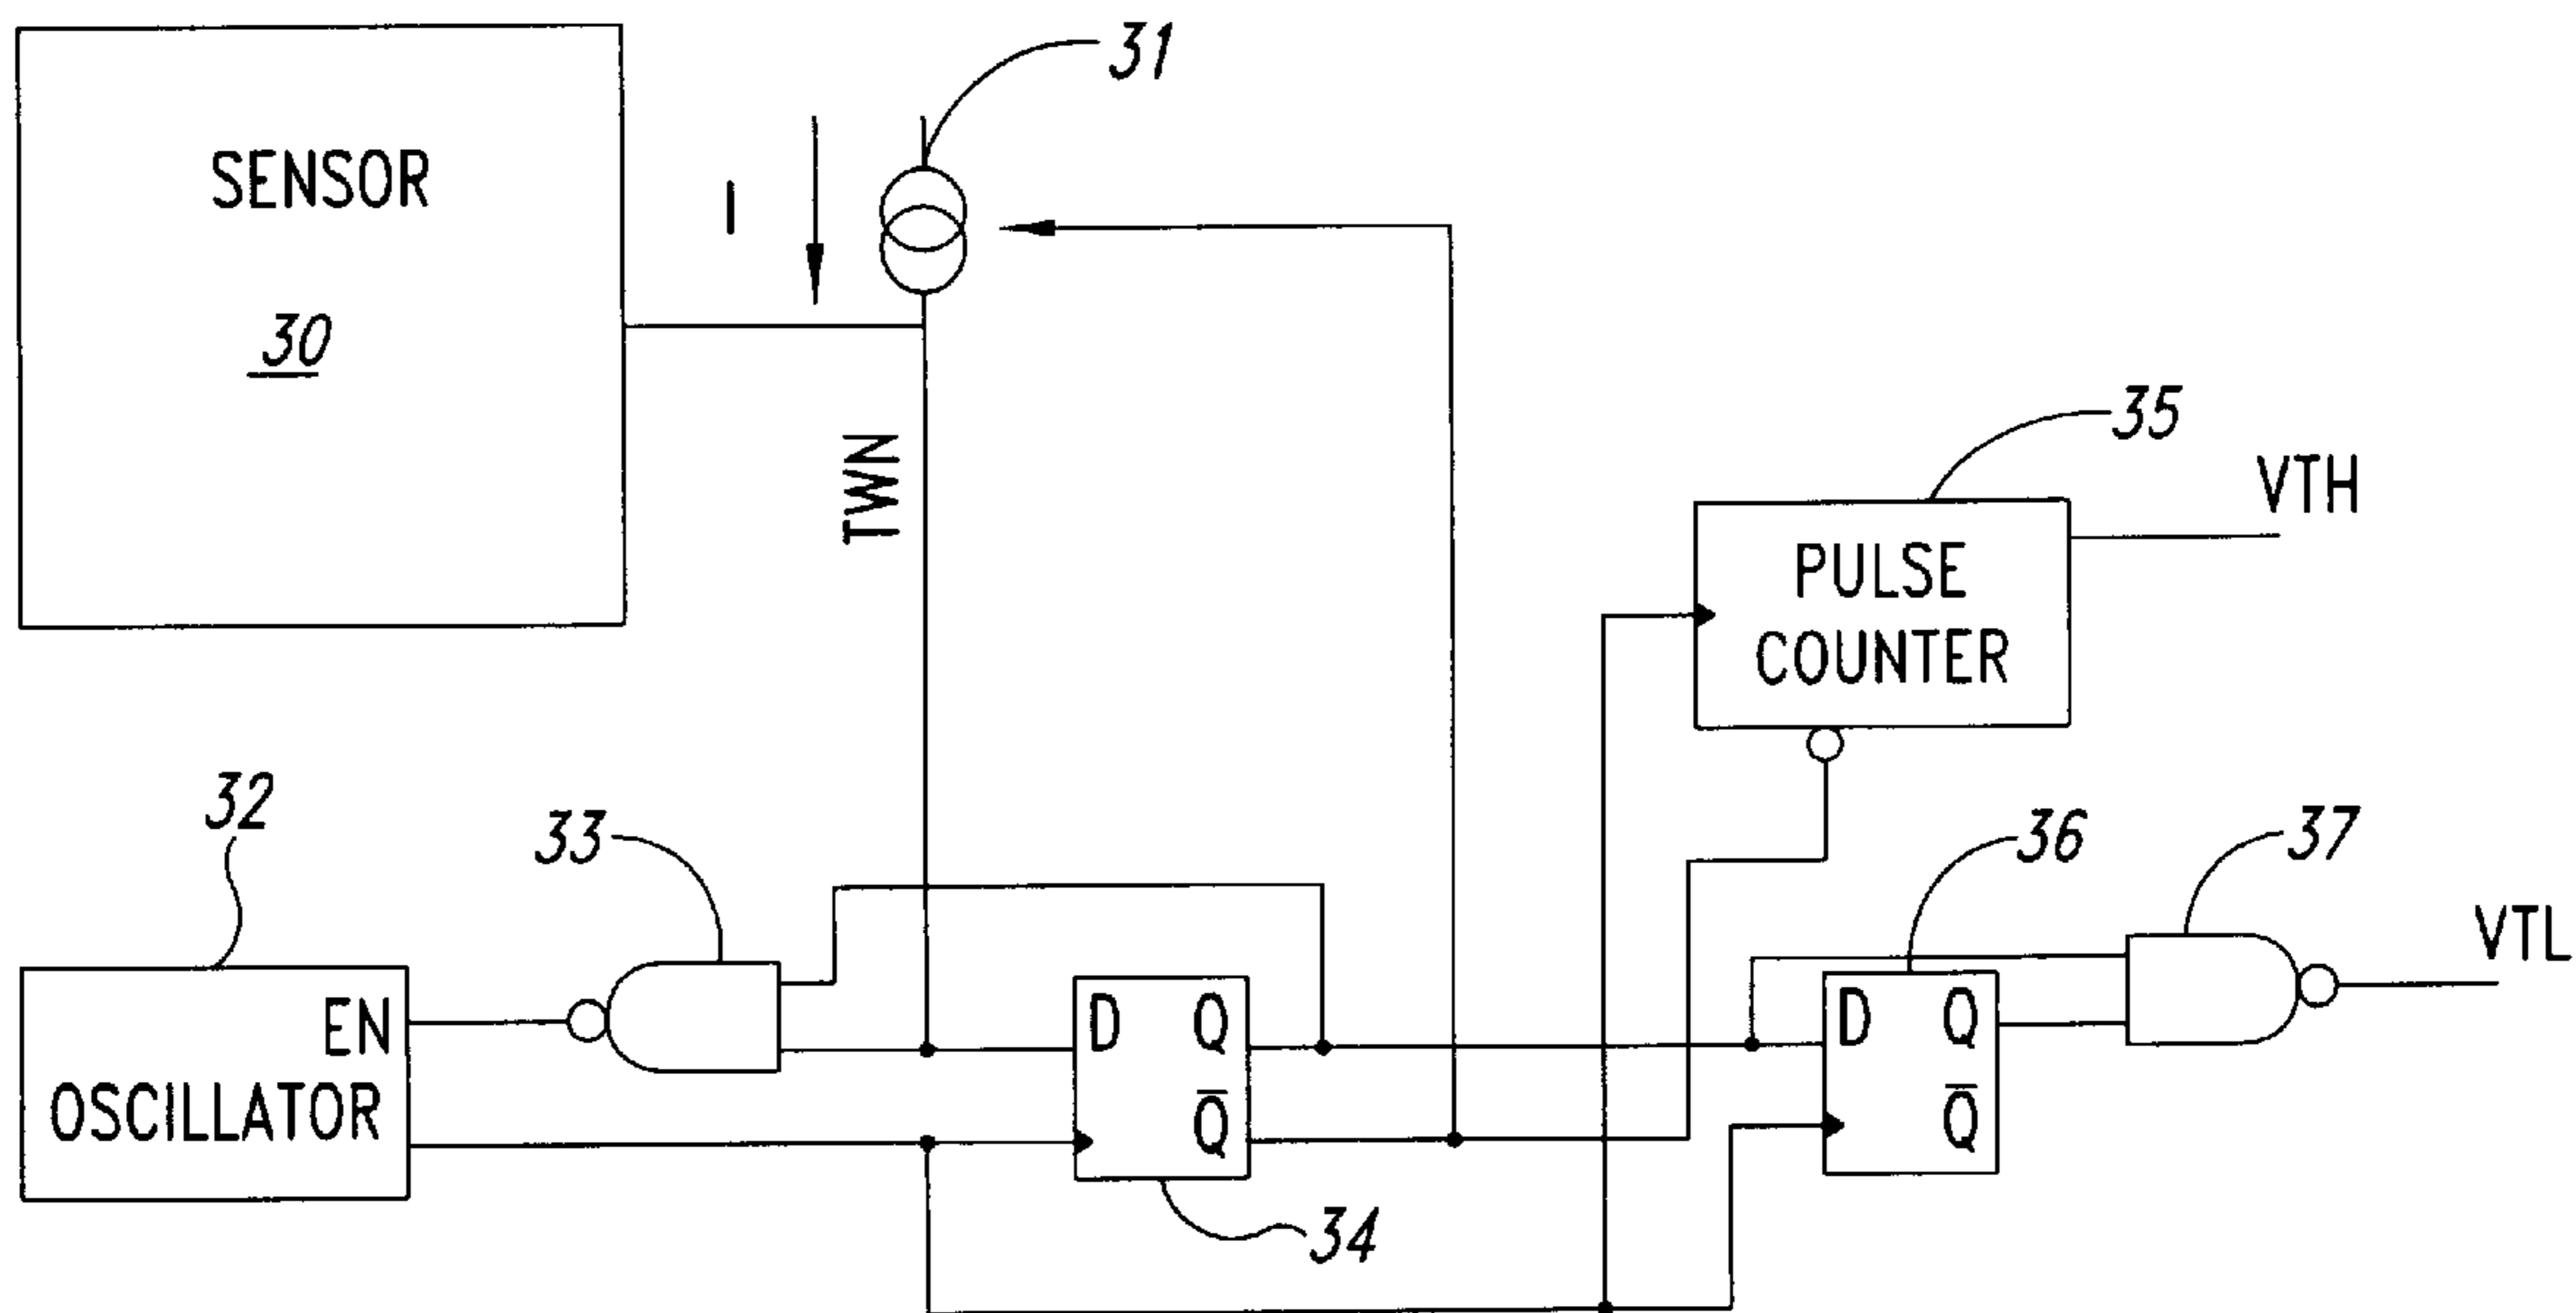 31
SENSOR
30
I
TWN
35
VTH
PULSE
COUNTER
32
33
36
37
VTL
EN
OSCILLATOR
D Q
Q̅
D Q
Q̅
34